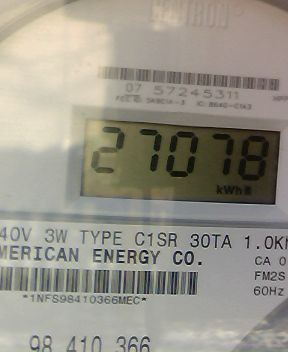 07 57245311
27078
kWh
40V 3W TYPE C1SR 30TA 1.0K
MERICAN ENERGY CO.
CA 0
FM2S
60Hz
*1NFS98410366MEC*
98 410 366